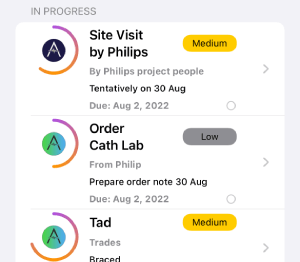 IN PROGRESS
Site Visit
by Philips
Medium
By Philips project people
Tentatively on 30 Aug
Due: Aug 2, 2022
Order
Cath Lab
Low
From Philip
Prepare order note 30 Aug
Due: Aug 2, 2022
Tad
Medium
Trades
Braced